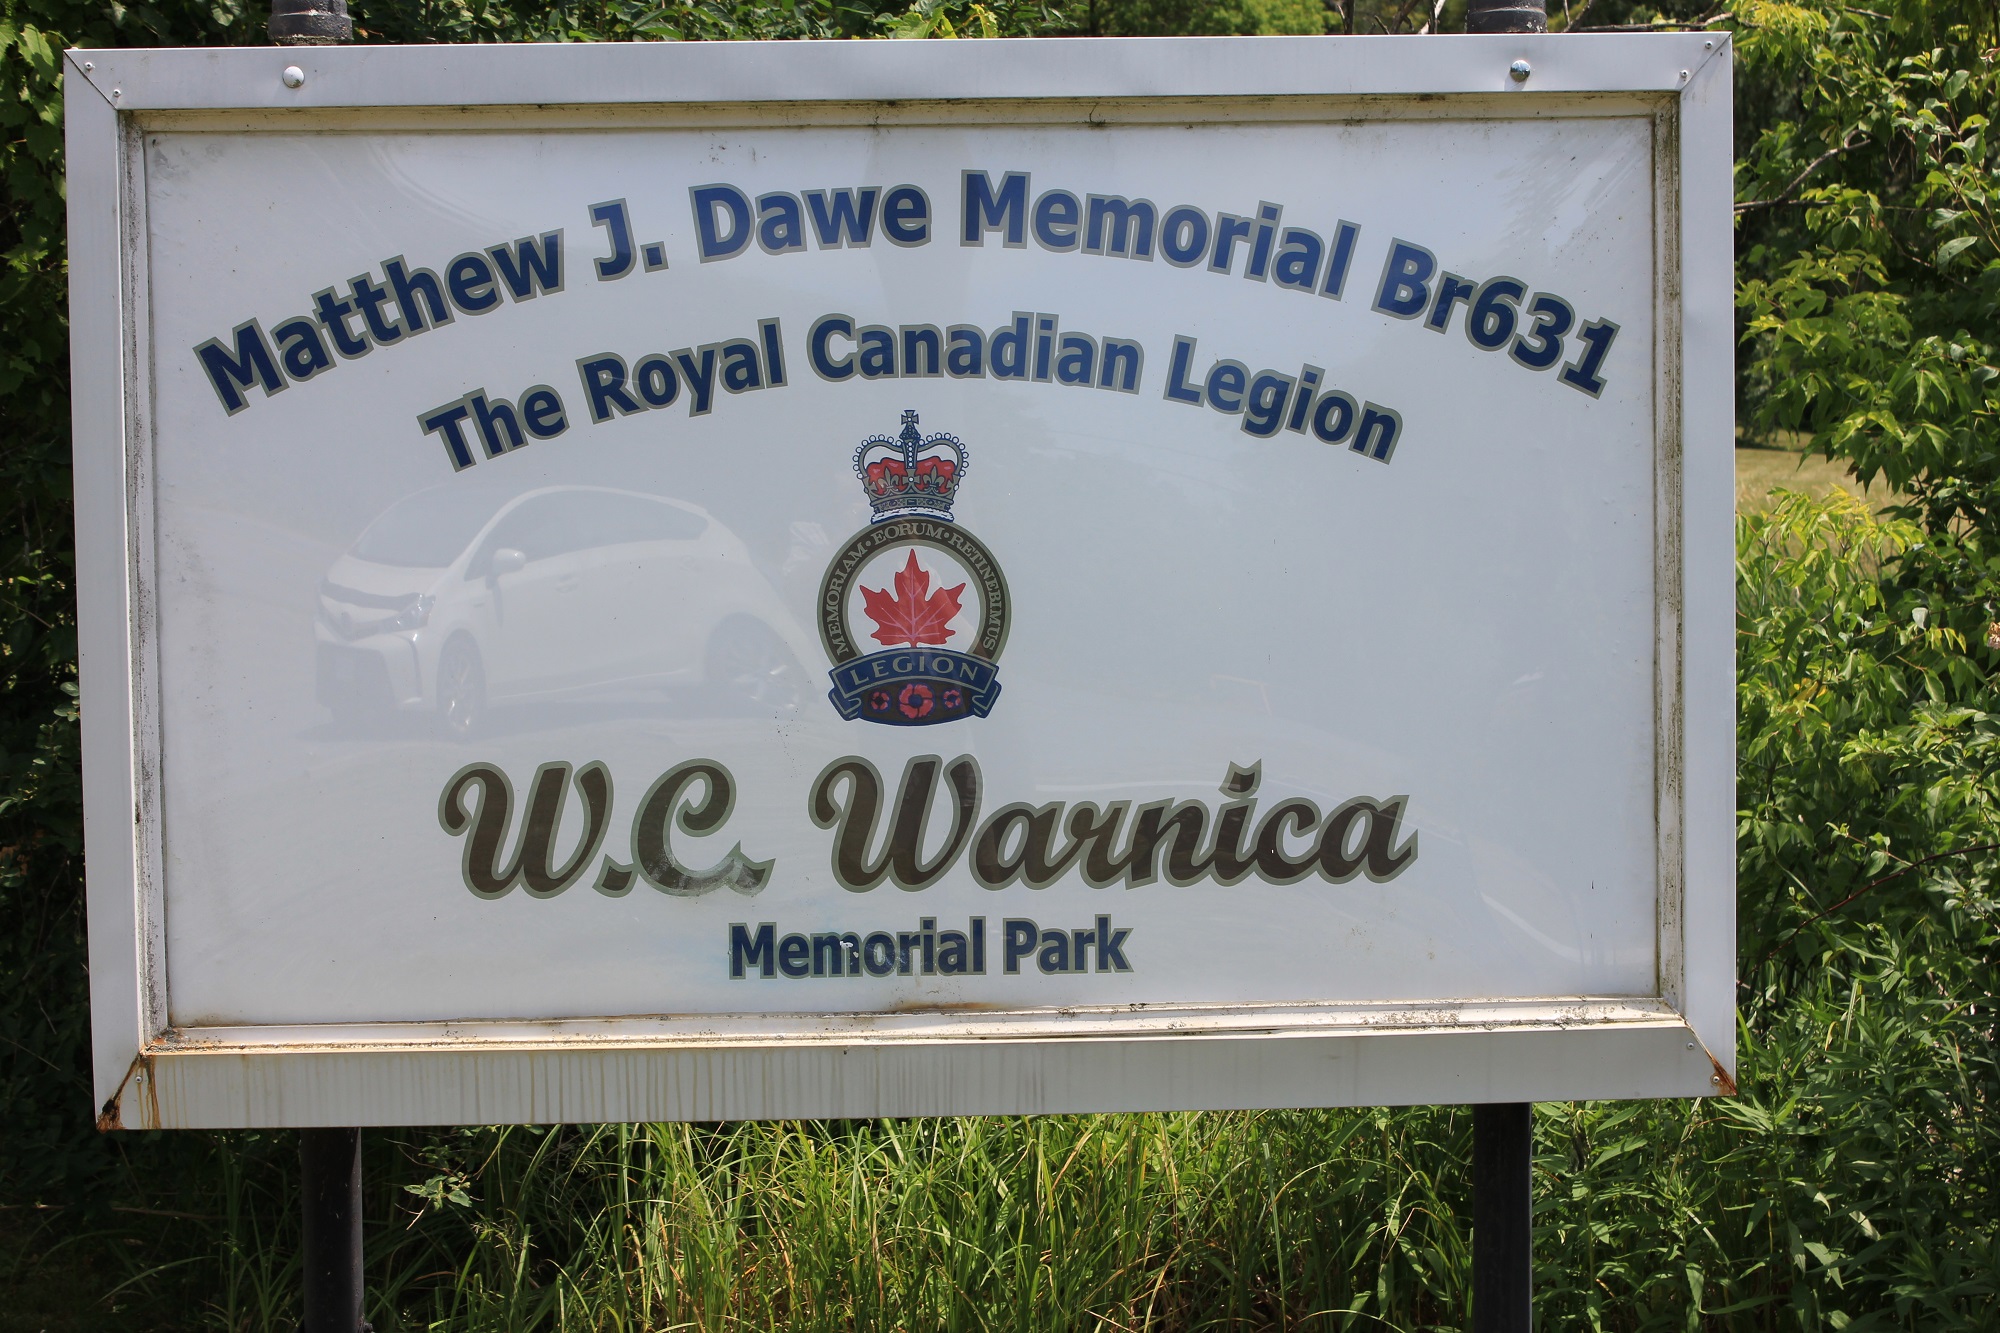 Matthew J. Dawe Memorial Br631
The Royal Canadian Legion
MEMORIAM·EORUM·RETINEBIMUS
LEGION
W.C. Warnica
Memorial Park